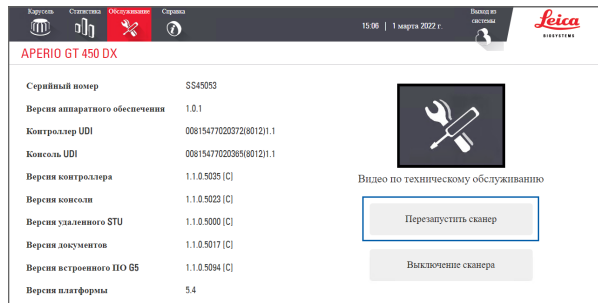 Карусель Статистика Обслуживание Справка
15:06 | 1 марта 2022 г.
Выход из
системы
Leica
BIOSYSTEMS
APERIO GT 450 DX
Серийный номер SS45053
Версия аппаратного обеспечения 1.0.1
Контроллер UDI 00815477020372(8012)1.1
Консоль UDI 00815477020365(8012)1.1
Версия контроллера 1.1.0.5035 [C]
Версия консоли 1.1.0.5023 [C]
Версия удаленного STU 1.1.0.5000 [C]
Версия документов 1.1.0.5017 [C]
Версия встроенного ПО G5 1.1.0.5094 [C]
Версия платформы 5.4
Видео по техническому обслуживанию
Перезапустить сканер
Выключение сканера